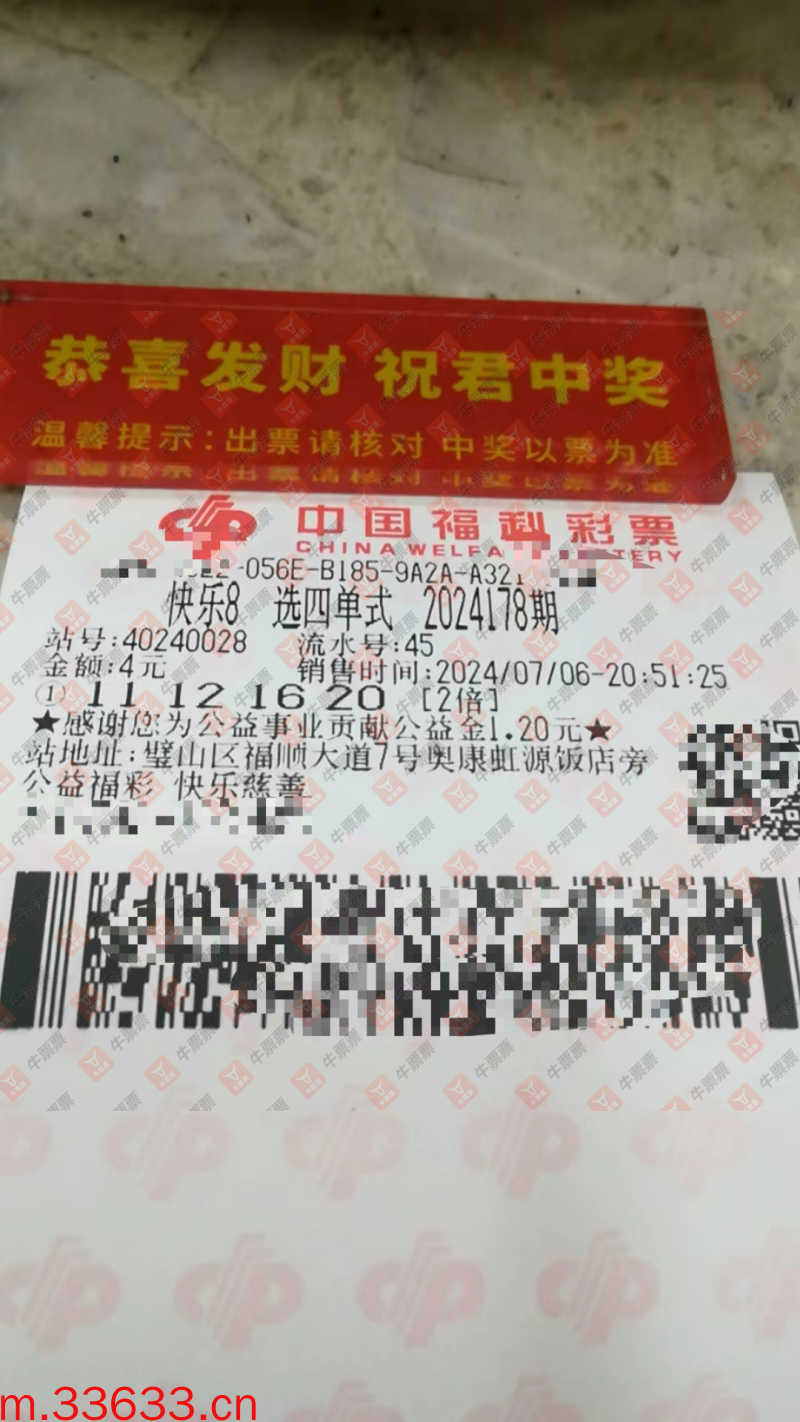 恭喜发财 祝君中奖
温馨提示:出票请核对 中奖以票为准
中国福利彩票
CHINA WELFA TTERY
-056E-B185-9A2A-A321
快乐8 选四单式 2024178期
站号:40240028 流水号:45
金额:4元 销售时间:2024/07/06-20:51:25
① 11 12 16 20 [2倍]
★感谢您为公益事业贡献公益金1.20元★
站地址:璧山区福顺大道7号奥康虹源饭店旁
公益福彩 快乐慈善
牛票票
m.33633.cn